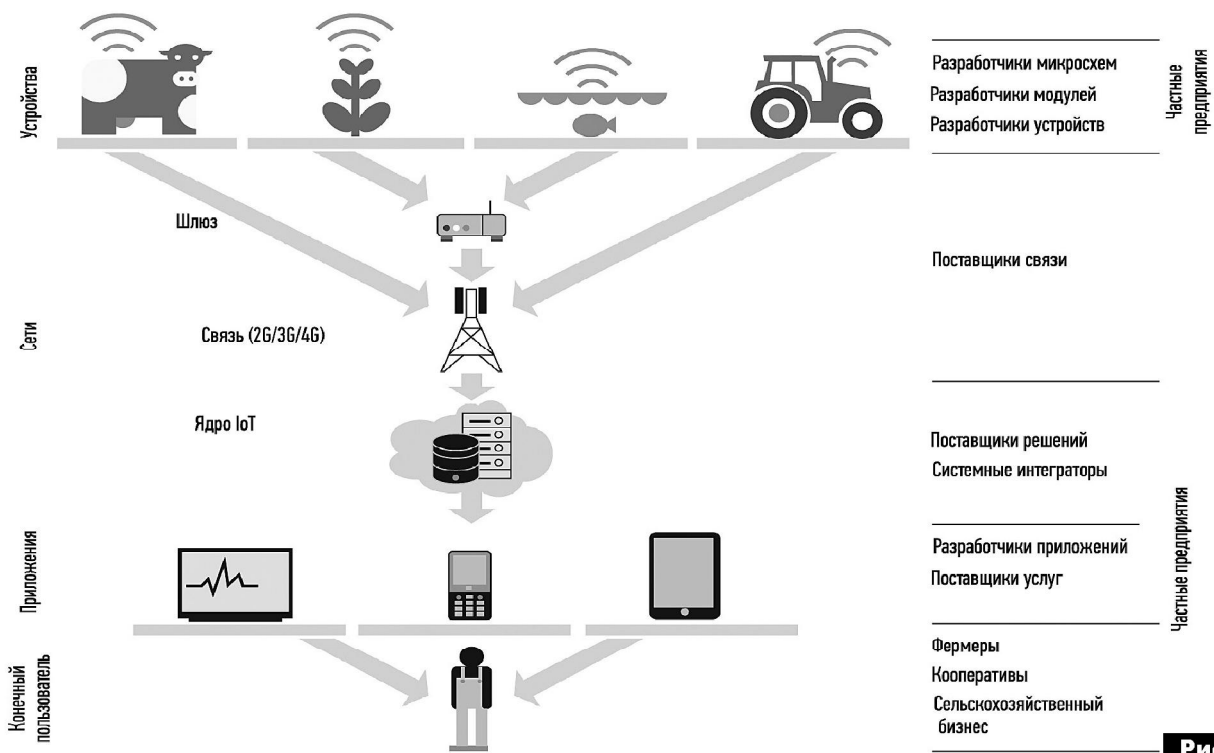 Устройства
Разработчики микросхем
Разработчики модулей
Разработчики устройств
Частные
предприятия
Шлюз
Поставщики связи
Сети
Связь (2G/3G/4G)
Ядро IoT
Поставщики решений
Системные интеграторы
Приложения
Разработчики приложений
Поставщики услуг
Частные предприятия
Конечный
пользователь
Фермеры
Кооперативы
Сельскохозяйственный
бизнес